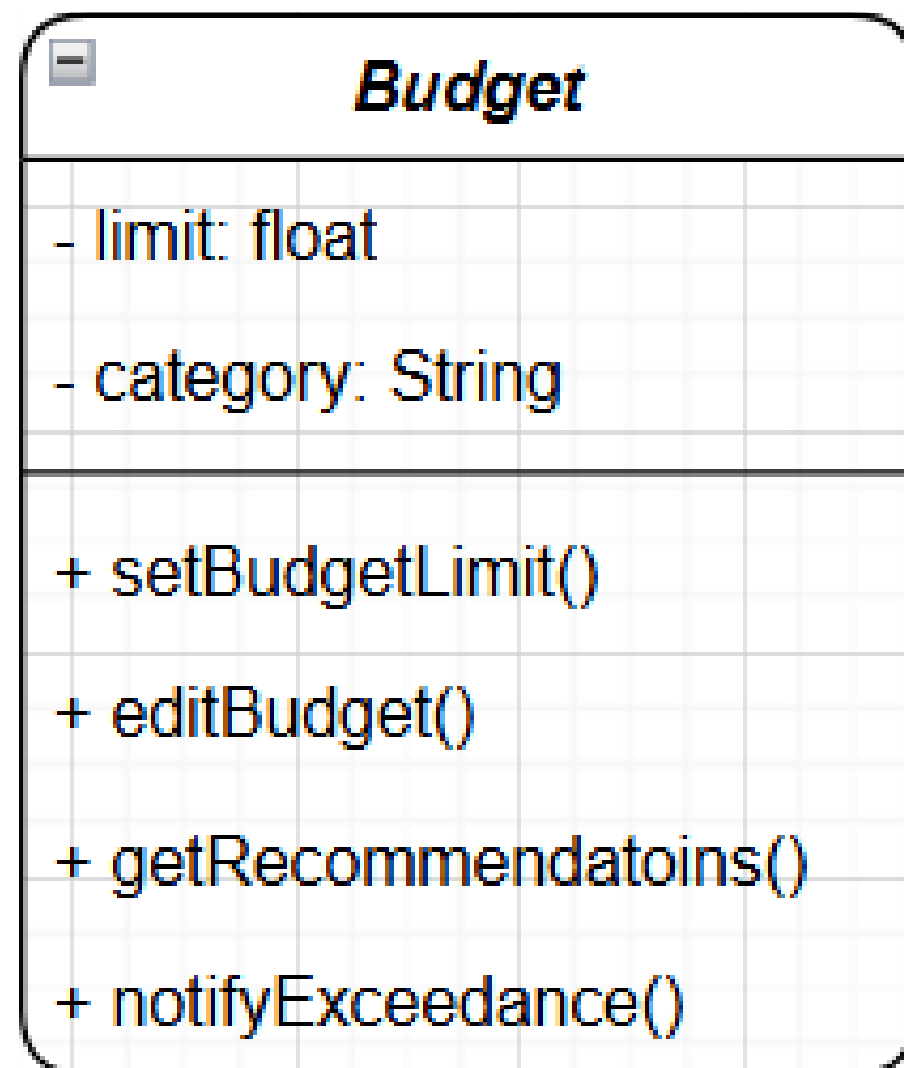 Budget
- limit: float
- category: String
+ setBudgetLimit()
+ editBudget()
+ getRecommendatoins()
+ notifyExceedance()